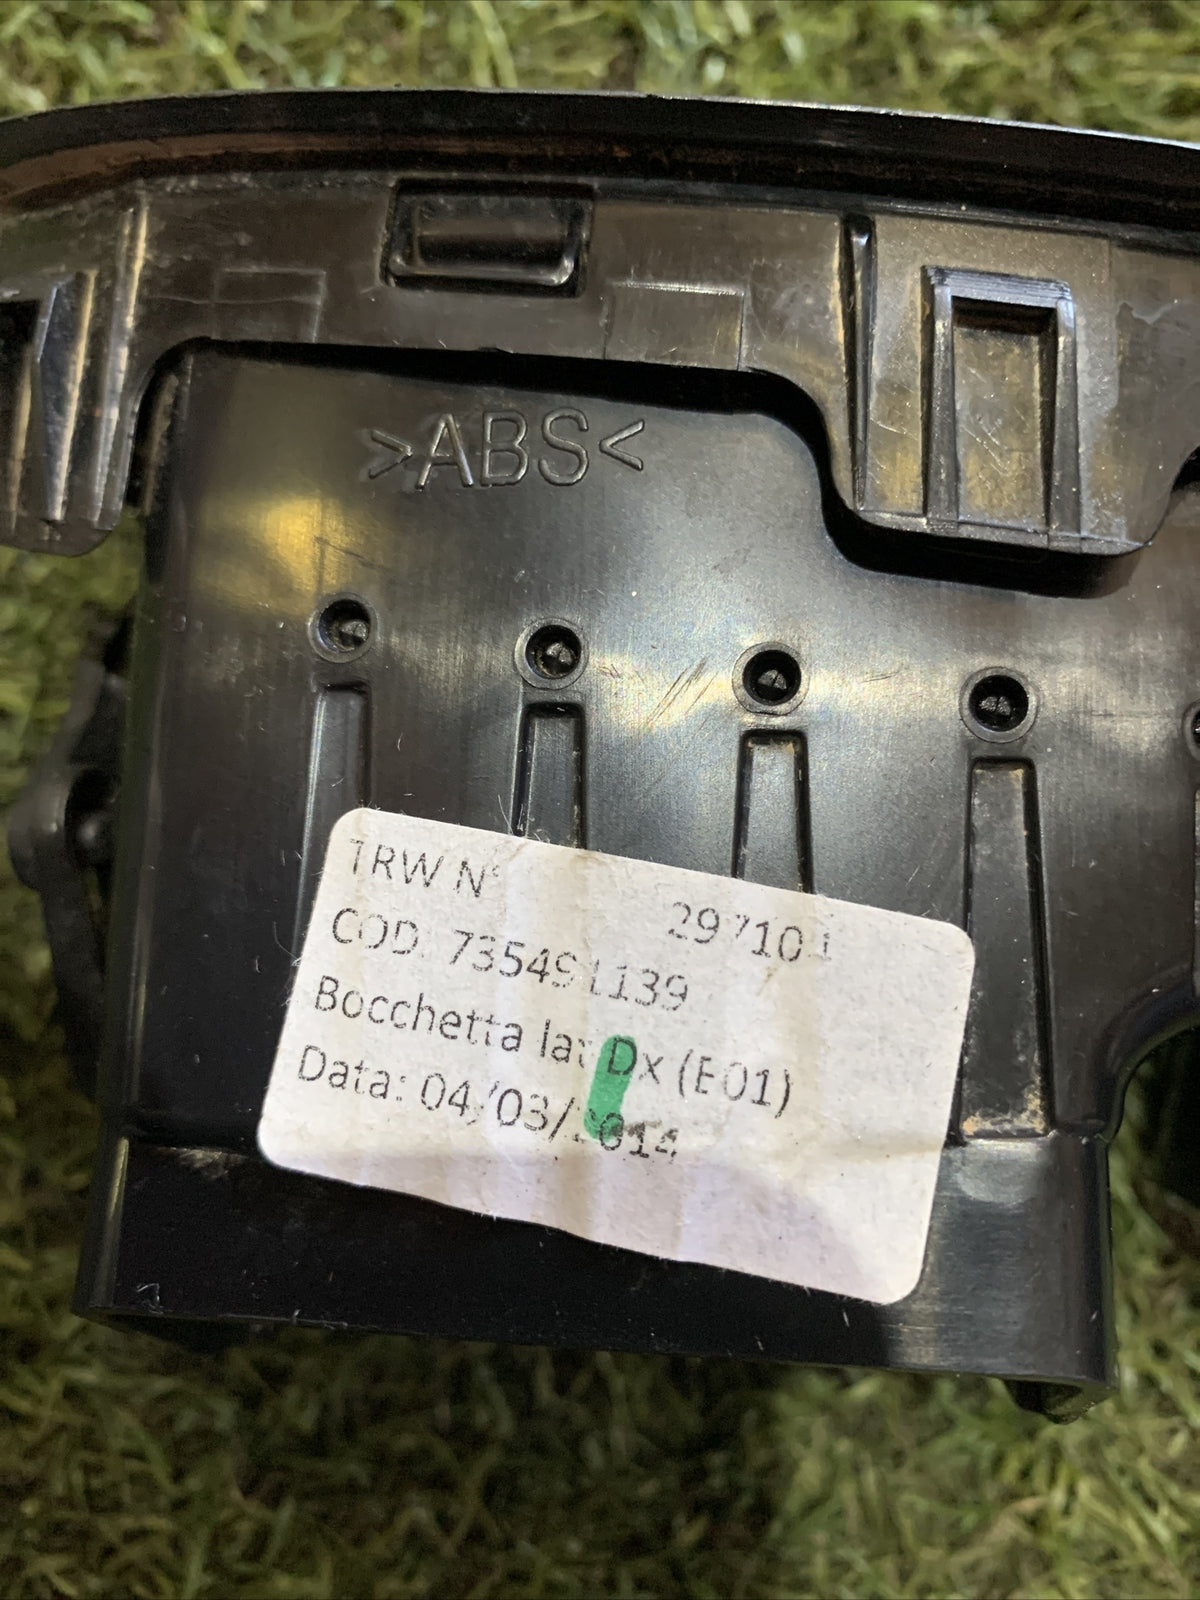 >ABS<
TRW N°
297101
COD. 735491139
Bocchetta lat Dx (E01)
Data: 04/03/2014